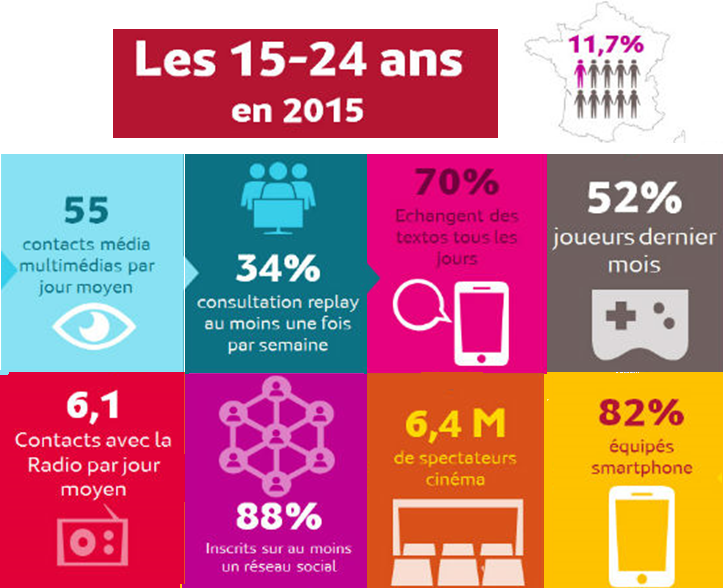 Les 15-24 ans
en 2015
11,7%
55
contacts média
multimédias par
jour moyen
34%
consultation replay
au moins une fois
par semaine
70%
Echangent des
textos tous les
jours
52%
joueurs dernier
mois
6,1
Contacts avec la
Radio par jour
moyen
88%
Inscrits sur au moins
un réseau social
6,4 M
de spectateurs
cinéma
82%
équipés
smartphone